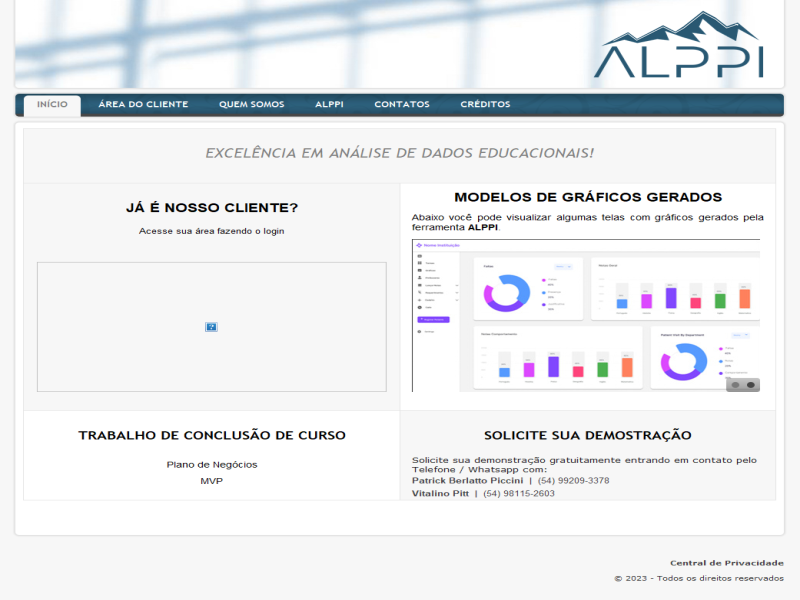 ALPPI
INÍCIO
ÁREA DO CLIENTE
QUEM SOMOS
ALPPI
CONTATOS
CRÉDITOS
EXCELÊNCIA EM ANÁLISE DE DADOS EDUCACIONAIS!
JÁ É NOSSO CLIENTE?
Acesse sua área fazendo o login
MODELOS DE GRÁFICOS GERADOS
Abaixo você pode visualizar algumas telas com gráficos gerados pela
ferramenta ALPPI.
TRABALHO DE CONCLUSÃO DE CURSO
Plano de Negócios
MVP
SOLICITE SUA DEMOSTRAÇÃO
Solicite sua demonstração gratuitamente entrando em contato pelo
Telefone / Whatsapp com:
Patrick Berlatto Piccini | (54) 99209-3378
Vitalino Pitt | (54) 98115-2603
Central de Privacidade
© 2023 - Todos os direitos reservados